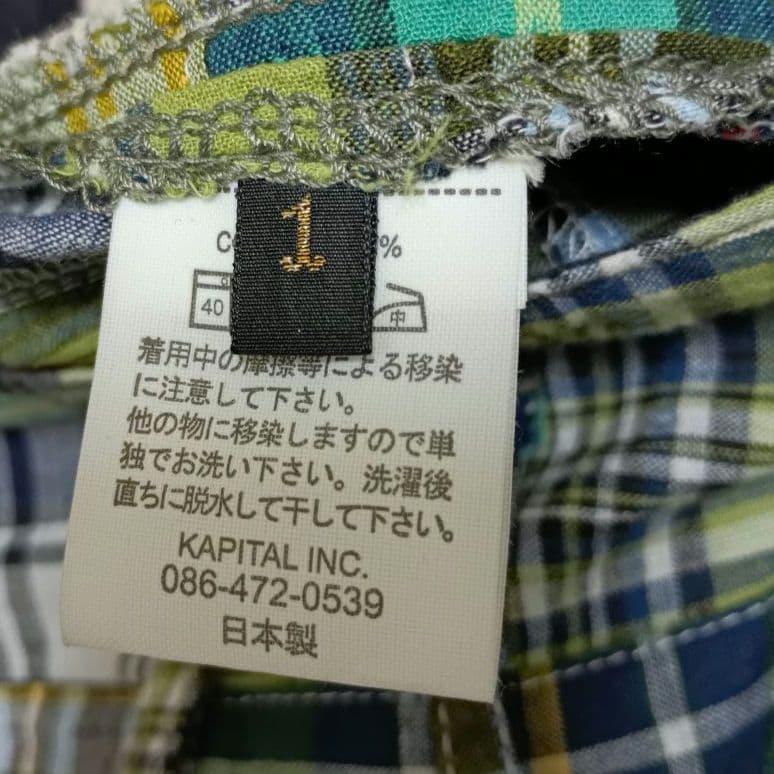 1
C %
40 中
着用中の摩擦等による移染
に注意して下さい。
他の物に移染しますので単
独でお洗い下さい。洗濯後
直ちに脱水して干して下さい。
KAPITAL INC.
086-472-0539
日本製